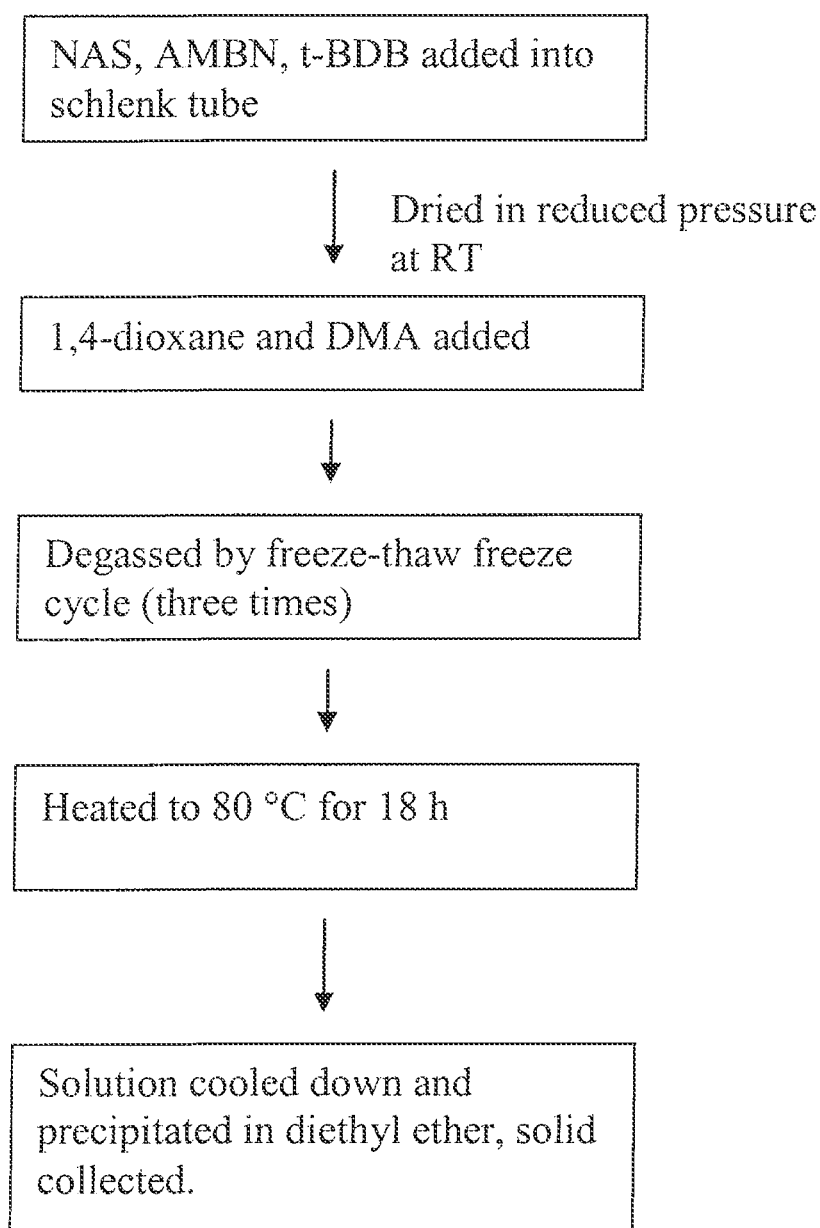 NAS, AMBN, t-BDB added into
schlenk tube
Dried in reduced pressure
at RT
1,4-dioxane and DMA added
Degassed by freeze-thaw freeze
cycle (three times)
Heated to 80 °C for 18 h
Solution cooled down and
precipitated in diethyl ether, solid
collected.